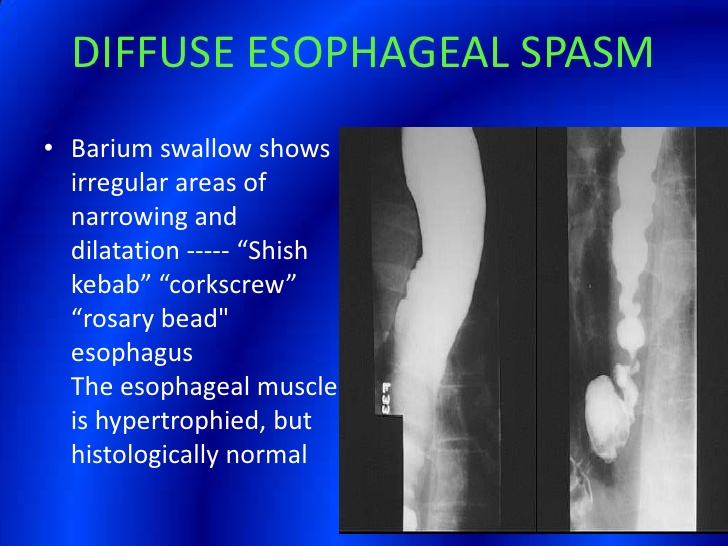 DIFFUSE ESOPHAGEAL SPASM
• Barium swallow shows
irregular areas of
narrowing and
dilatation ----- “Shish
kebab” “corkscrew”
“rosary bead"
esophagus
The esophageal muscle
is hypertrophied, but
histologically normal